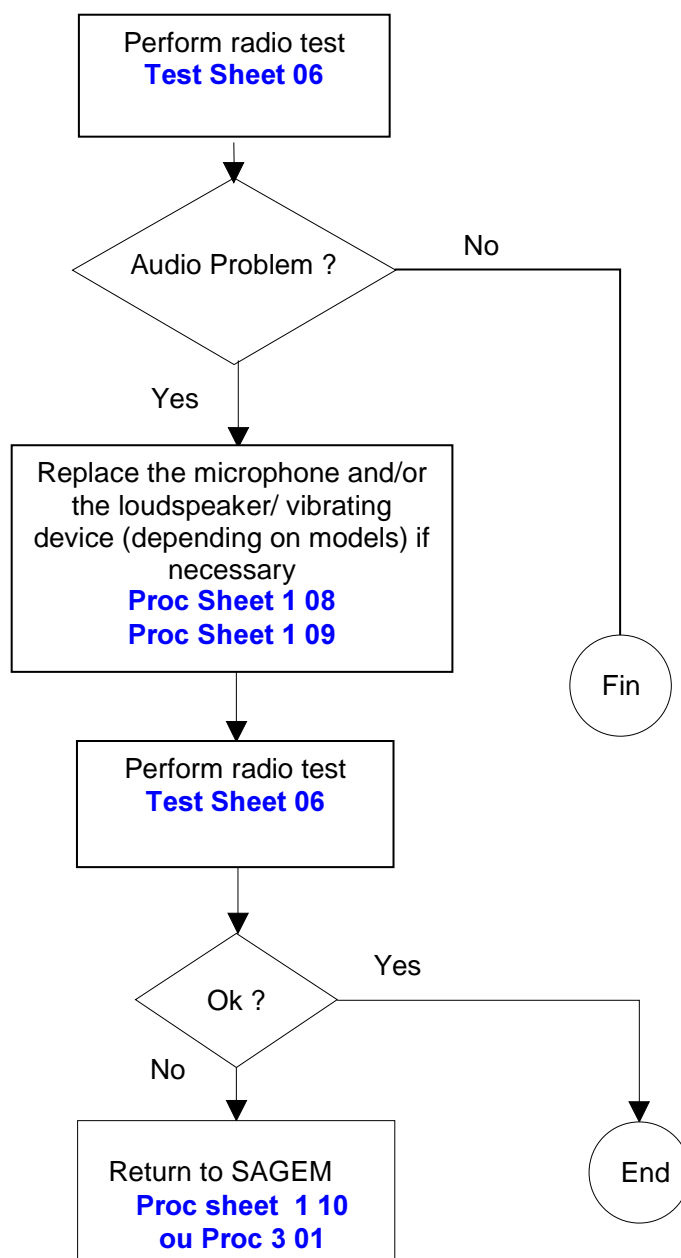 Perform radio test
Test Sheet 06
Audio Problem ?
No
Yes
Replace the microphone and/or
the loudspeaker/ vibrating
device (depending on models) if
necessary
Proc Sheet 1 08
Proc Sheet 1 09
Fin
Perform radio test
Test Sheet 06
Ok ?
Yes
No
Return to SAGEM
Proc sheet  1 10
ou Proc 3 01
End